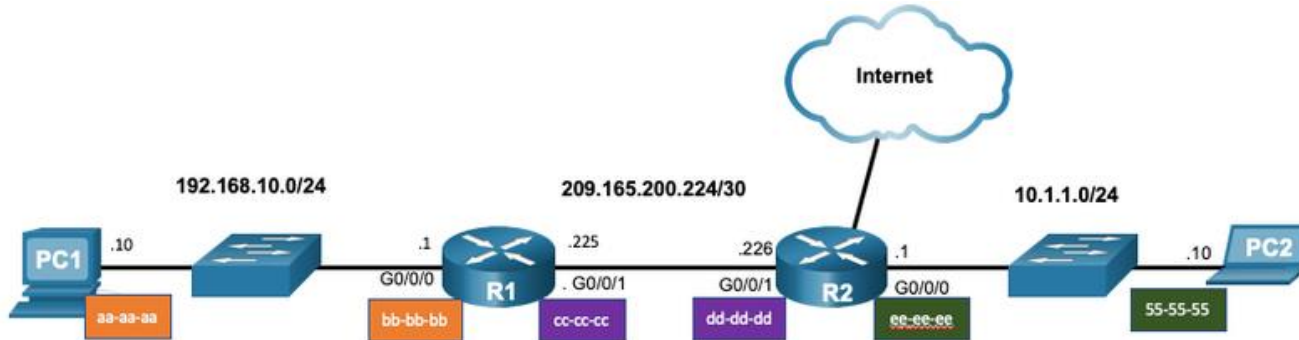 Internet
192.168.10.0/24
209.165.200.224/30
10.1.1.0/24
PC1
.10
.1
G0/0/0
R1
.225
. G0/0/1
.226
G0/0/1
R2
.1
G0/0/0
.10
PC2
aa-aa-aa
bb-bb-bb
cc-cc-cc
dd-dd-dd
ee-ee-ee
55-55-55